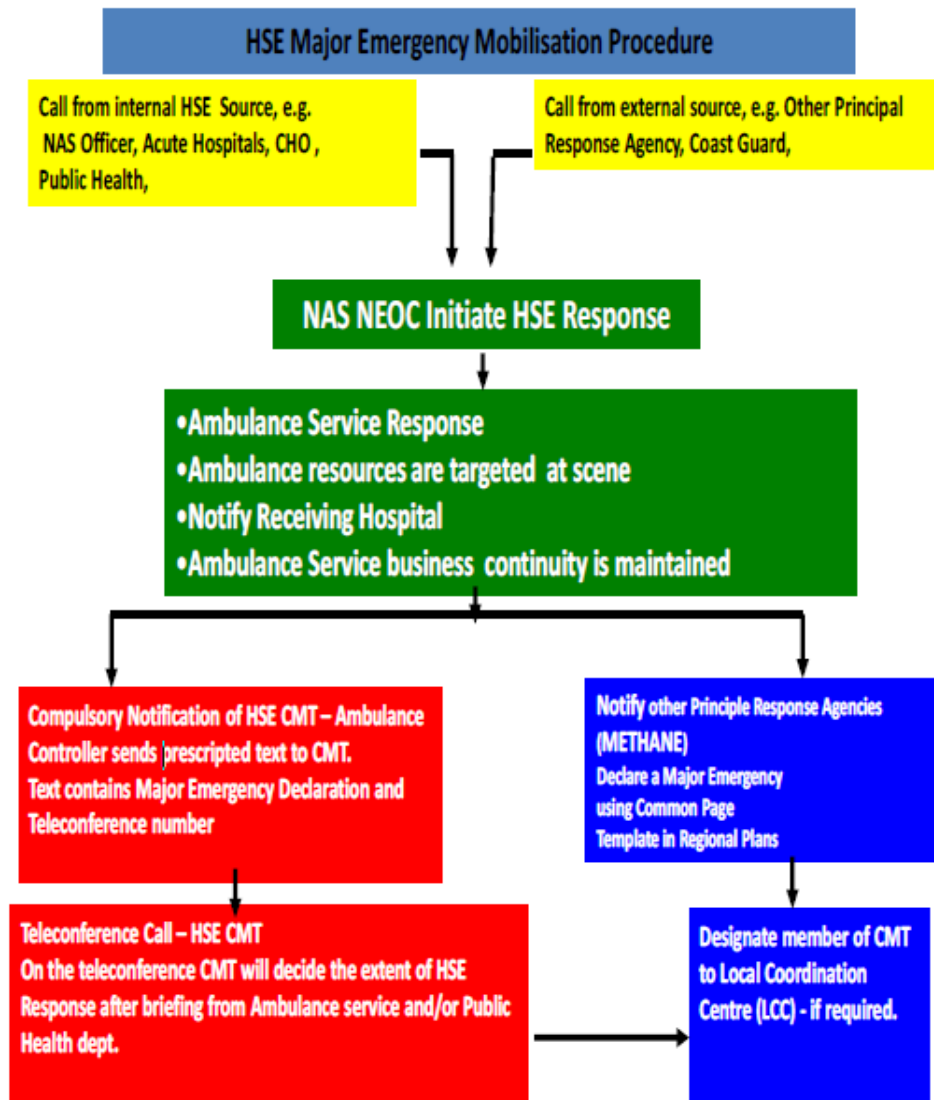 HSE Major Emergency Mobilisation Procedure
Call from internal HSE Source, e.g.
NAS Officer, Acute Hospitals, CHO ,
Public Health,
Call from external source, e.g. Other Principal
Response Agency, Coast Guard,
NAS NEOC Initiate HSE Response
•Ambulance Service Response
•Ambulance resources are targeted at scene
•Notify Receiving Hospital
•Ambulance Service business continuity is maintained
Compulsory Notification of HSE CMT – Ambulance
Controller sends prescripted text to CMT.
Text contains Major Emergency Declaration and
Teleconference number
Notify other Principle Response Agencies
(METHANE)
Declare a Major Emergency
using Common Page
Template in Regional Plans
Teleconference Call – HSE CMT
On the teleconference CMT will decide the extent of HSE
Response after briefing from Ambulance service and/or Public
Health dept.
Designate member of CMT
to Local Coordination
Centre (LCC) - if required.